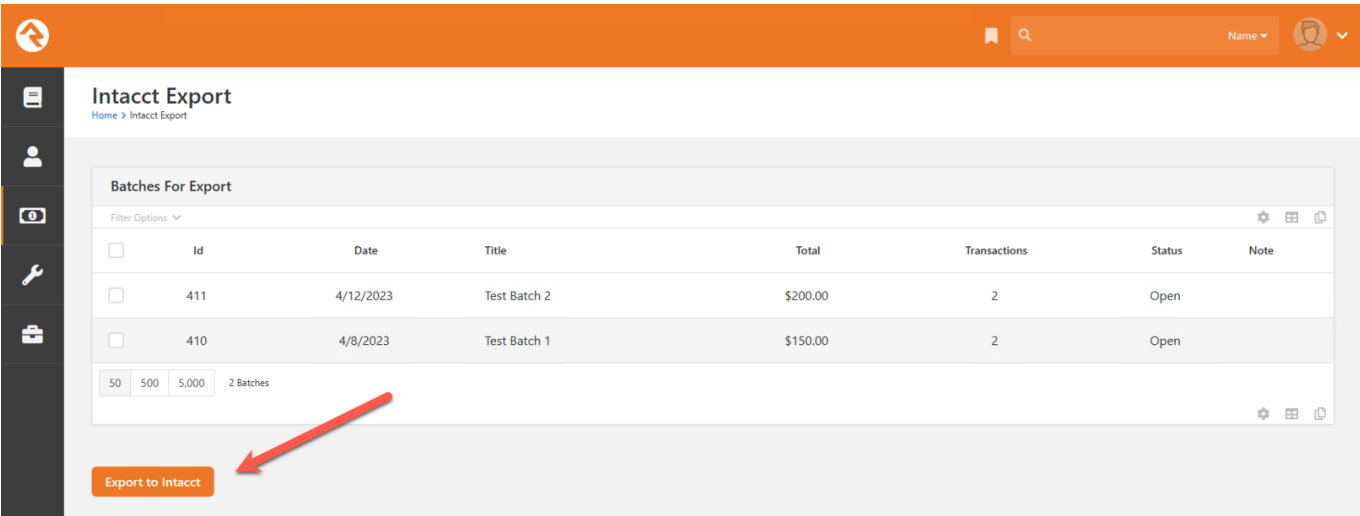 Name
Intacct Export
Home > Intacct Export
Batches For Export
Filter Options
Id Date Title Total Transactions Status Note
411 4/12/2023 Test Batch 2 $200.00 2 Open
410 4/8/2023 Test Batch 1 $150.00 2 Open
50 500 5,000 2 Batches
Export to Intacct